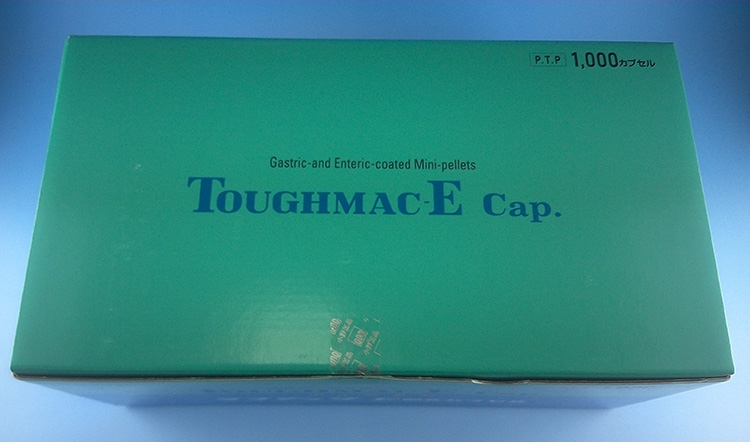 P.T.P 1,000カプセル
Gastric-and Enteric-coated Mini-pellets
TOUGHMAC-E Cap.